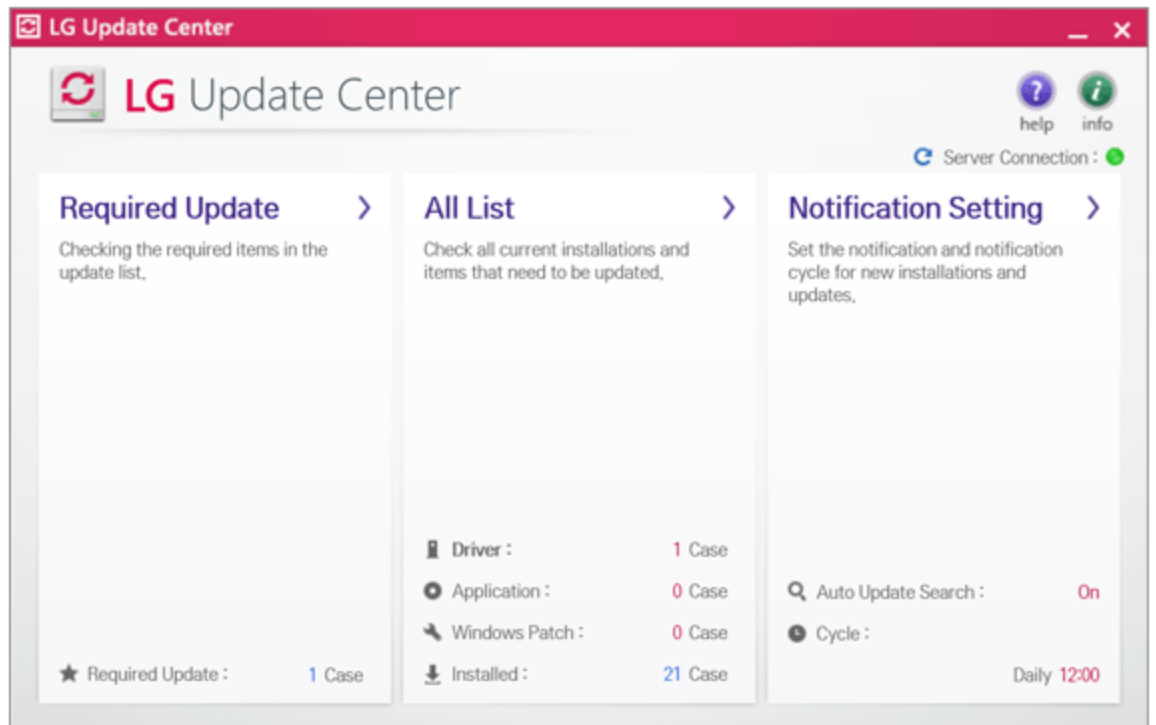 LG Update Center
LG Update Center
help
info
Server Connection :
Required Update
Checking the required items in the
update list.
Required Update : 1 Case
All List
Check all current installations and
items that need to be updated.
Driver : 1 Case
Application : 0 Case
Windows Patch : 0 Case
Installed : 21 Case
Notification Setting
Set the notification and notification
cycle for new installations and
updates.
Auto Update Search : On
Cycle :
Daily 12:00